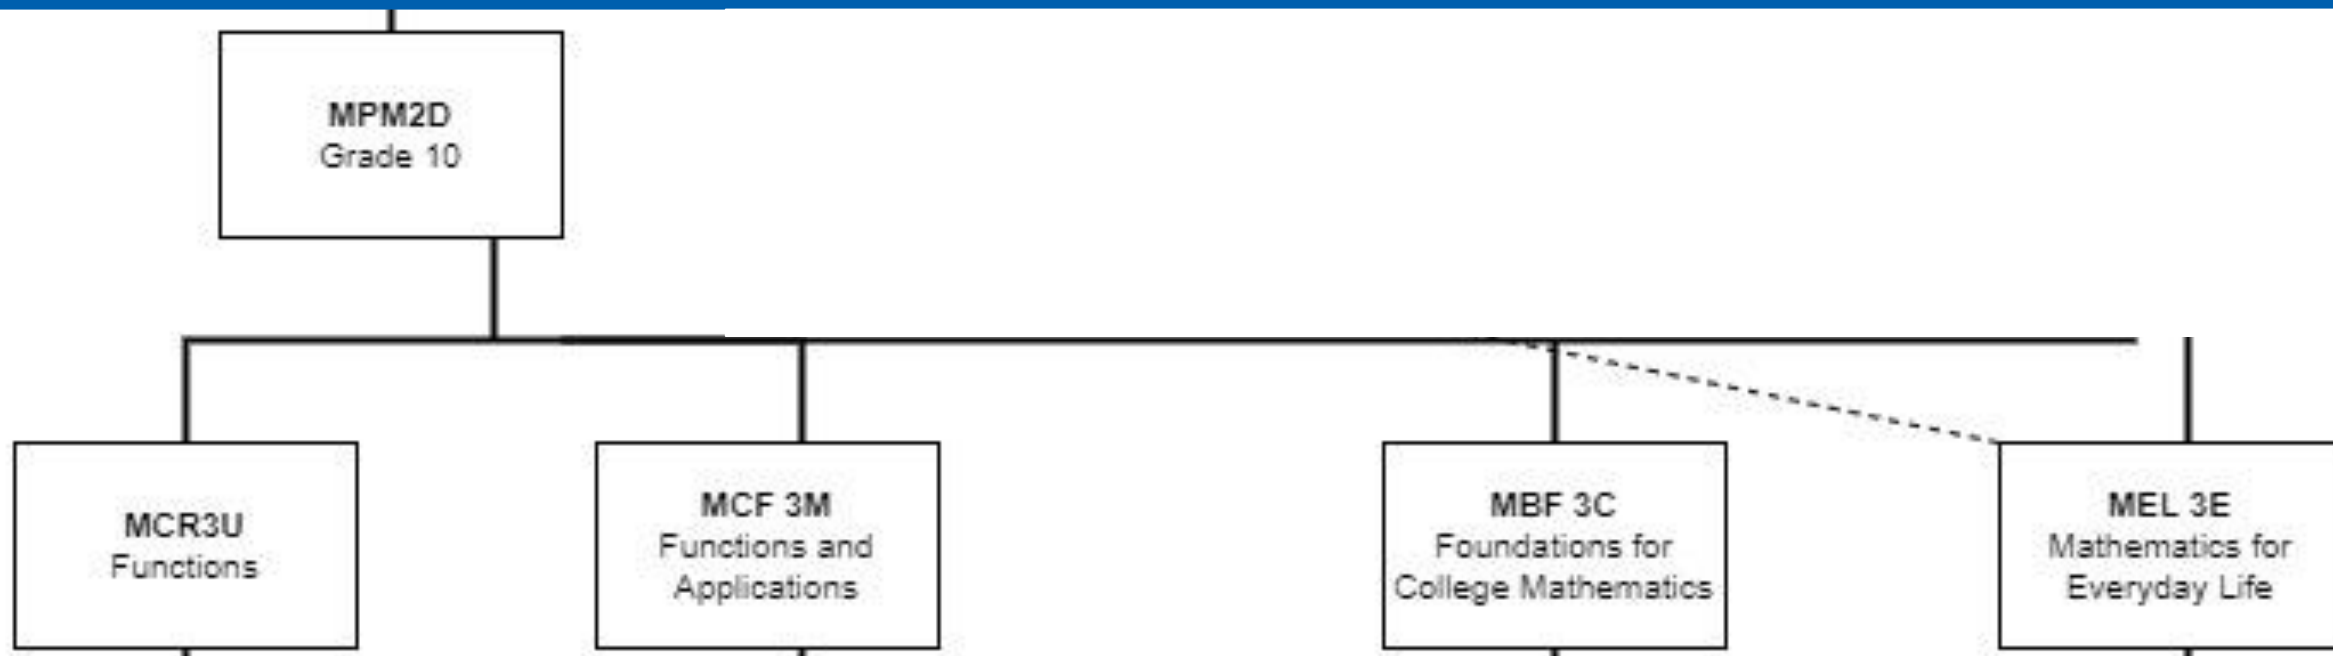 MPM2D
Grade 10
MCR3U
Functions
MCF 3M
Functions and
Applications
MBF 3C
Foundations for
College Mathematics
MEL 3E
Mathematics for
Everyday Life